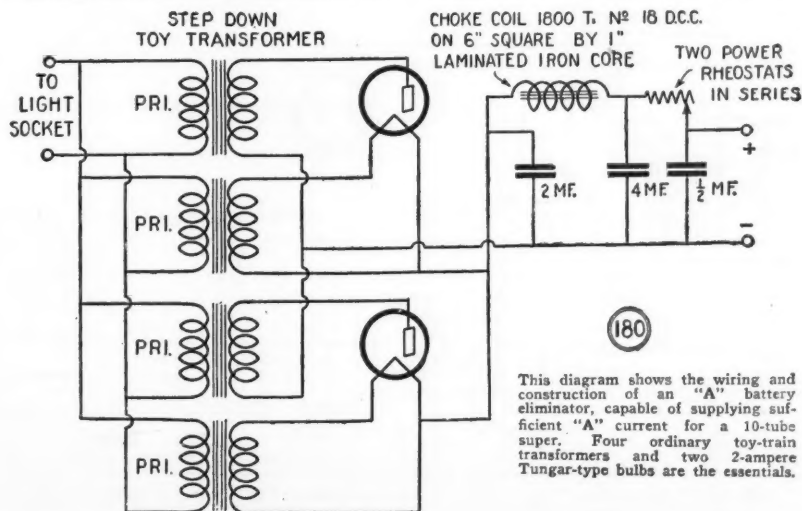 STEP DOWN
TOY TRANSFORMER
CHOKE COIL 1800 T. Nº 18 D.C.C.
ON 6" SQUARE BY 1"
LAMINATED IRON CORE
TWO POWER
RHEOSTATS
IN SERIES
TO
LIGHT
SOCKET
PRI.
PRI.
PRI.
PRI.
2 MF.
4 MF.
½ MF.
+
−
180
This diagram shows the wiring and
construction of an "A" battery
eliminator, capable of supplying suf-
ficient "A" current for a 10-tube
super. Four ordinary toy-train
transformers and two 2-ampere
Tungar-type bulbs are the essentials.